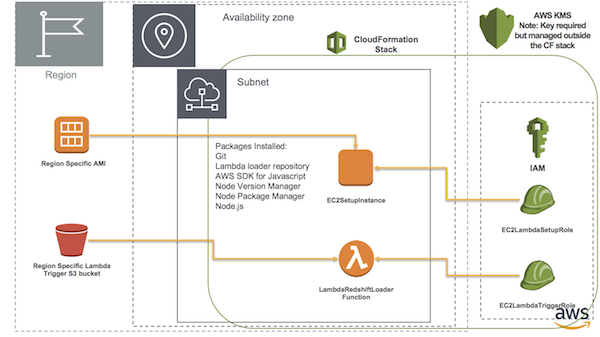 Availability zone
AWS KMS
Note: Key required
but managed outside
the CF stack
CloudFormation
Stack
Region
Subnet
Packages Installed:
Git
Lambda loader repository
AWS SDK for Javascript
Node Version Manager
Node Package Manager
Node.js
Region Specific AMI
IAM
EC2SetupInstance
EC2LambdaSetupRole
Region Specific Lambda
Trigger S3 bucket
LambdaRedshiftLoader
Function
EC2LambdaTriggerRole
aws